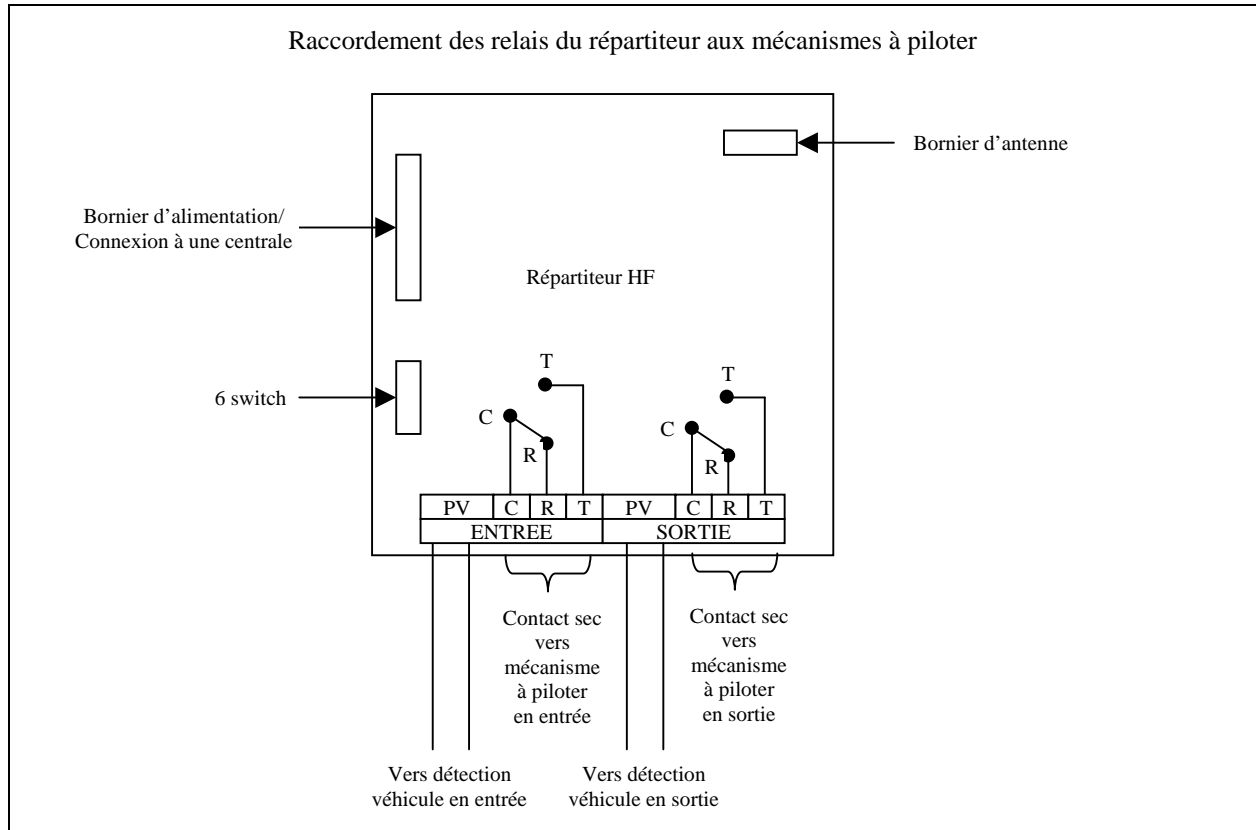 Raccordement des relais du répartiteur aux mécanismes à piloter
Bornier d’antenne
Bornier d’alimentation/
Connexion à une centrale
Répartiteur HF
6 switch
T
C
R
T
C
R
PV C R T PV C R T
ENTREE SORTIE
Contact sec
vers
mécanisme
à piloter
en entrée
Contact sec
vers
mécanisme
à piloter
en sortie
Vers détection
véhicule en entrée
Vers détection
véhicule en sortie